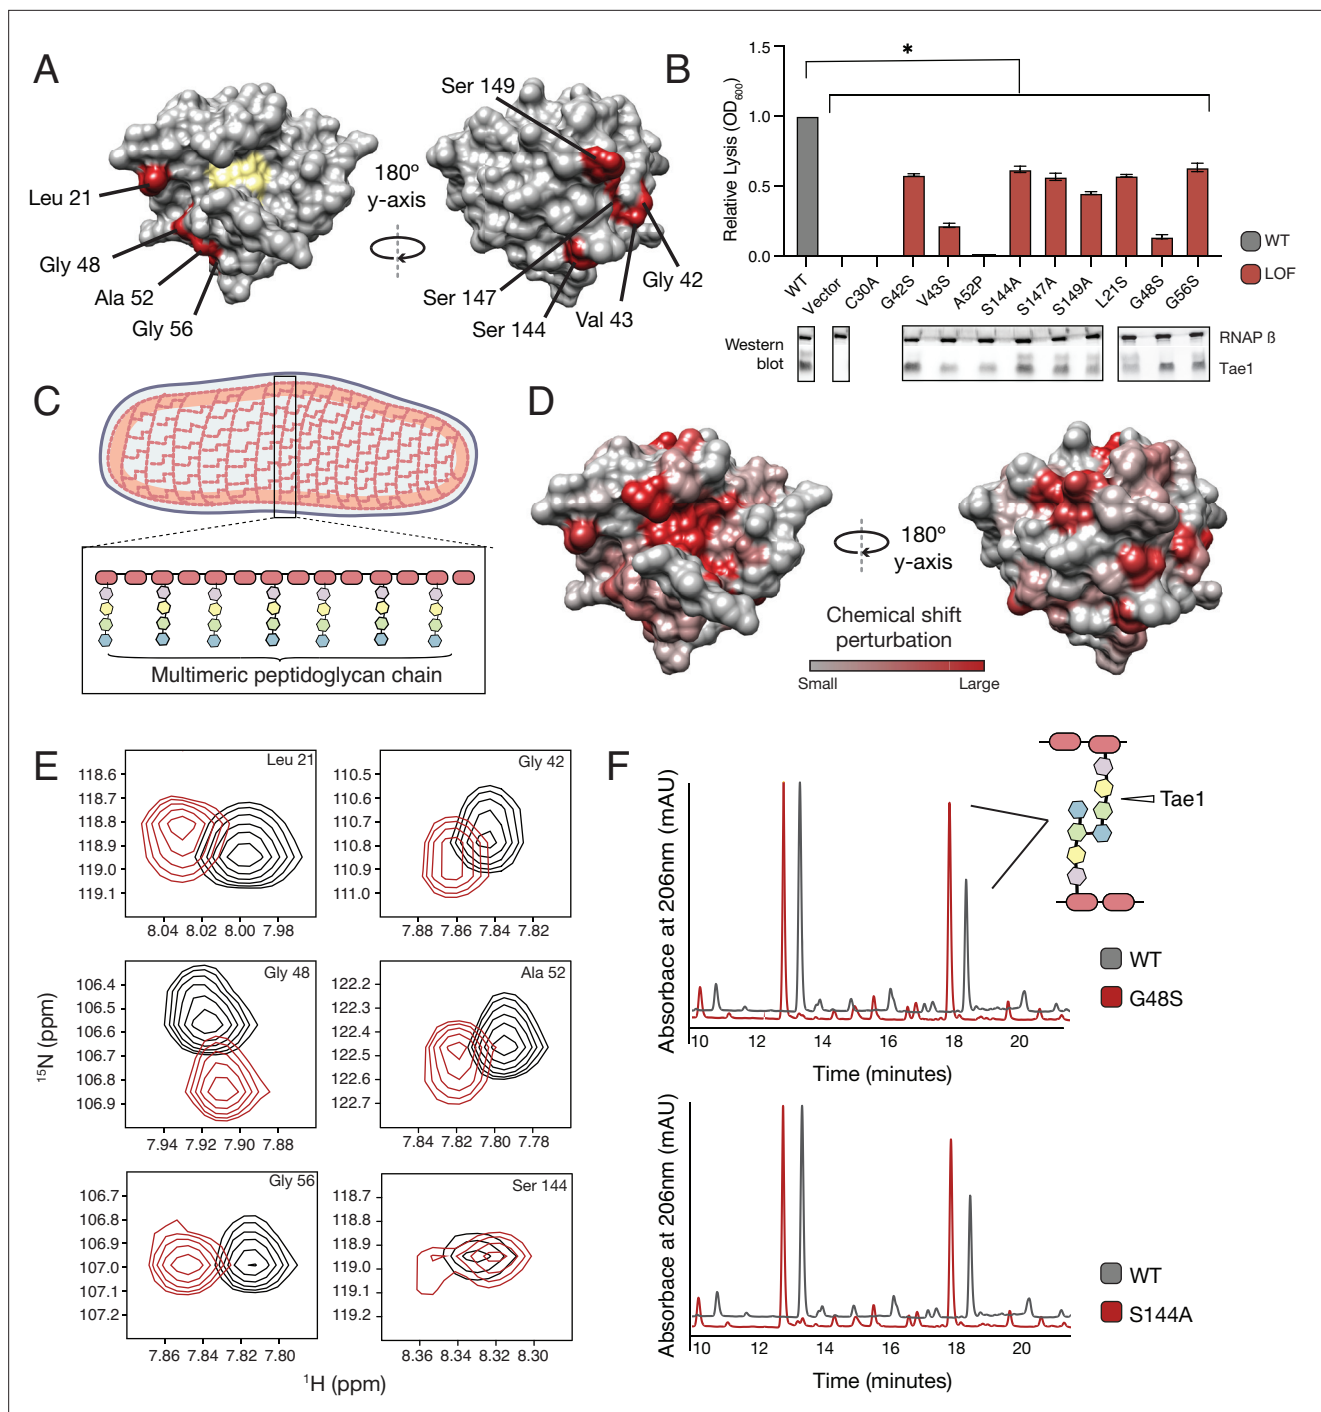 A
Ser 149
Leu 21
180º
y-axis
Gly 48
Ala 52
Gly 56
Ser 147
Ser 144
Val 43
Gly 42
B
Relative Lysis (OD600)
1.5
1.0
0.5
0.0
*
WT
Vector
C30A
G42S
V43S
A52P
S144A
S147A
S149A
L21S
G48S
G56S
WT
LOF
Western
blot
RNAP ß
Tae1
C
Multimeric peptidoglycan chain
D
180º
y-axis
Chemical shift
perturbation
Small
Large
E
Leu 21
118.6
118.7
118.8
118.9
119.0
119.1
8.04 8.02 8.00 7.98
Gly 42
110.5
110.6
110.7
110.8
110.9
111.0
7.88 7.86 7.84 7.82
Gly 48
106.4
106.5
106.6
106.7
106.8
106.9
7.94 7.92 7.90 7.88
Ala 52
122.2
122.3
122.4
122.5
122.6
122.7
7.84 7.82 7.80 7.78
Gly 56
106.7
106.8
106.9
107.0
107.1
107.2
7.86 7.84 7.82 7.80
Ser 144
118.7
118.8
118.9
119.0
119.1
119.2
8.36 8.34 8.32 8.30
15N (ppm)
1H (ppm)
F
Absorbace at 206nm (mAU)
10 12 14 16 18 20
Time (minutes)
Tae1
WT
G48S
Absorbace at 206nm (mAU)
10 12 14 16 18 20
Time (minutes)
WT
S144A